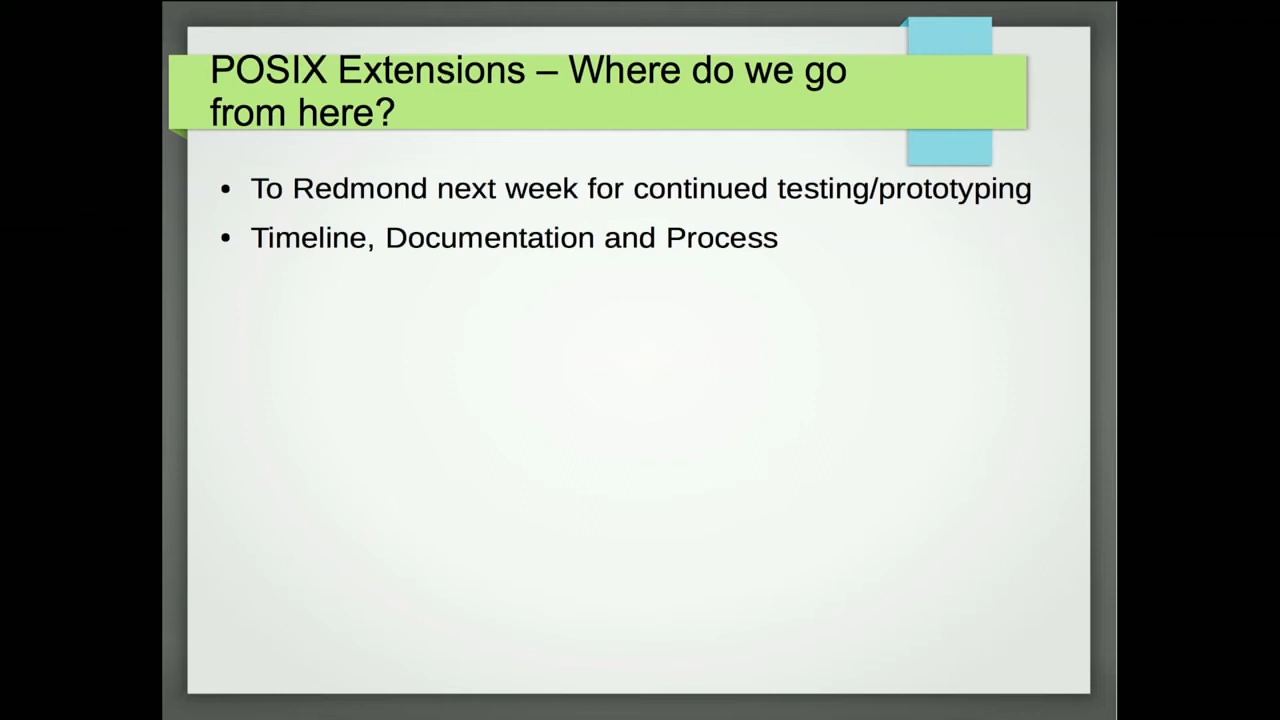 POSIX Extensions – Where do we go
from here?
• To Redmond next week for continued testing/prototyping
• Timeline, Documentation and Process